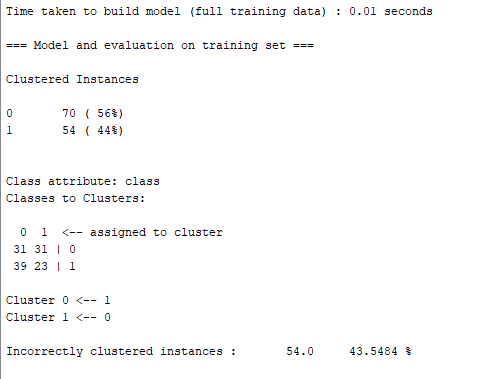 Time taken to build model (full training data) : 0.01 seconds
=== Model and evaluation on training set ===
Clustered Instances
0       70 ( 56%)
1       54 ( 44%)
Class attribute: class
Classes to Clusters:
  0  1  <-- assigned to cluster
 31 31 | 0
 39 23 | 1
Cluster 0 <-- 1
Cluster 1 <-- 0
Incorrectly clustered instances :       54.0     43.5484 %